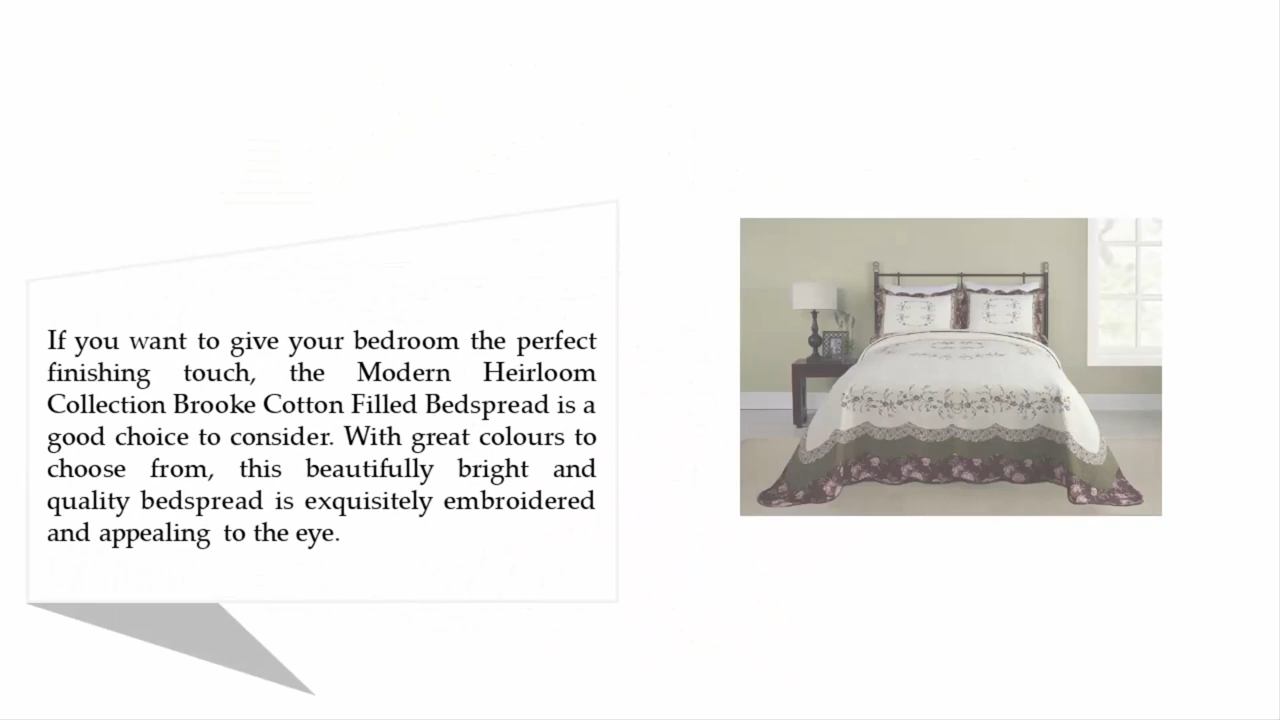 If you want to give your bedroom the perfect
finishing touch, the Modern Heirloom
Collection Brooke Cotton Filled Bedspread is a
good choice to consider. With great colours to
choose from, this beautifully bright and
quality bedspread is exquisitely embroidered
and appealing to the eye.